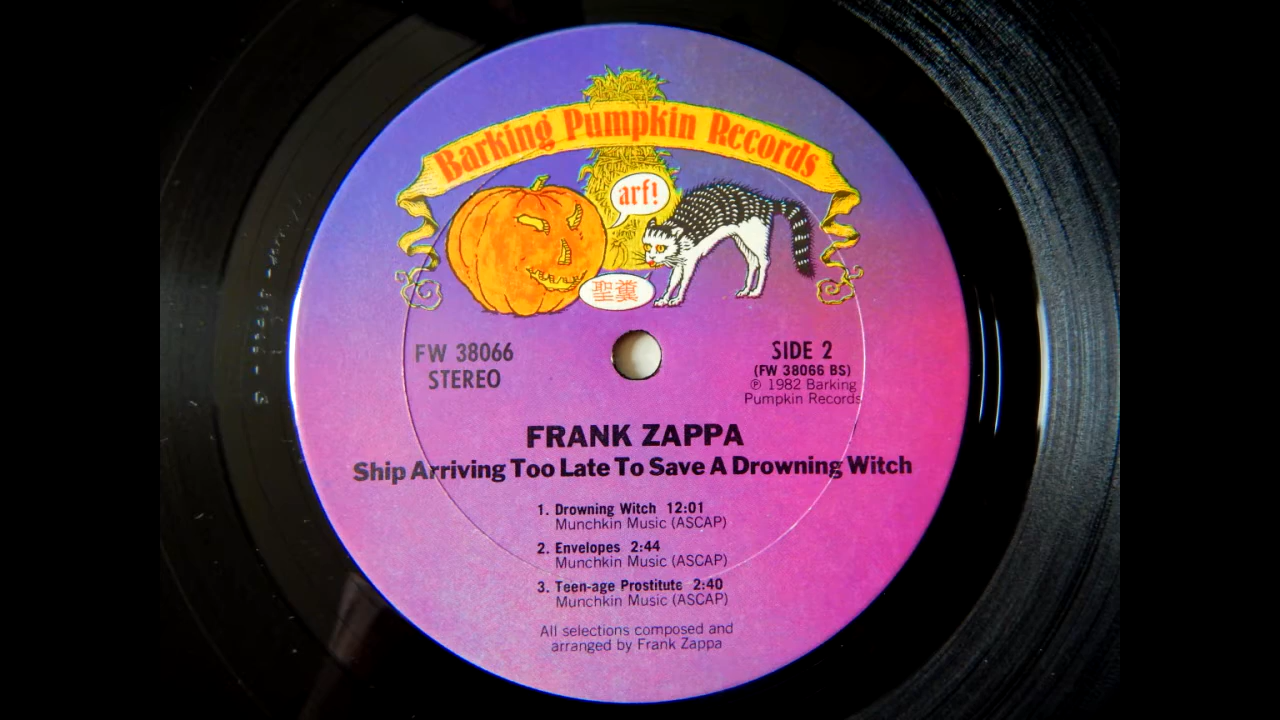 Barking Pumpkin Records
arf!
聖糞
FW 38066
STEREO
SIDE 2
(FW 38066 BS)
℗ 1982 Barking
Pumpkin Records
FRANK ZAPPA
Ship Arriving Too Late To Save A Drowning Witch
1. Drowning Witch 12:01
Munchkin Music (ASCAP)
2. Envelopes 2:44
Munchkin Music (ASCAP)
3. Teen-age Prostitute 2:40
Munchkin Music (ASCAP)
All selections composed and
arranged by Frank Zappa